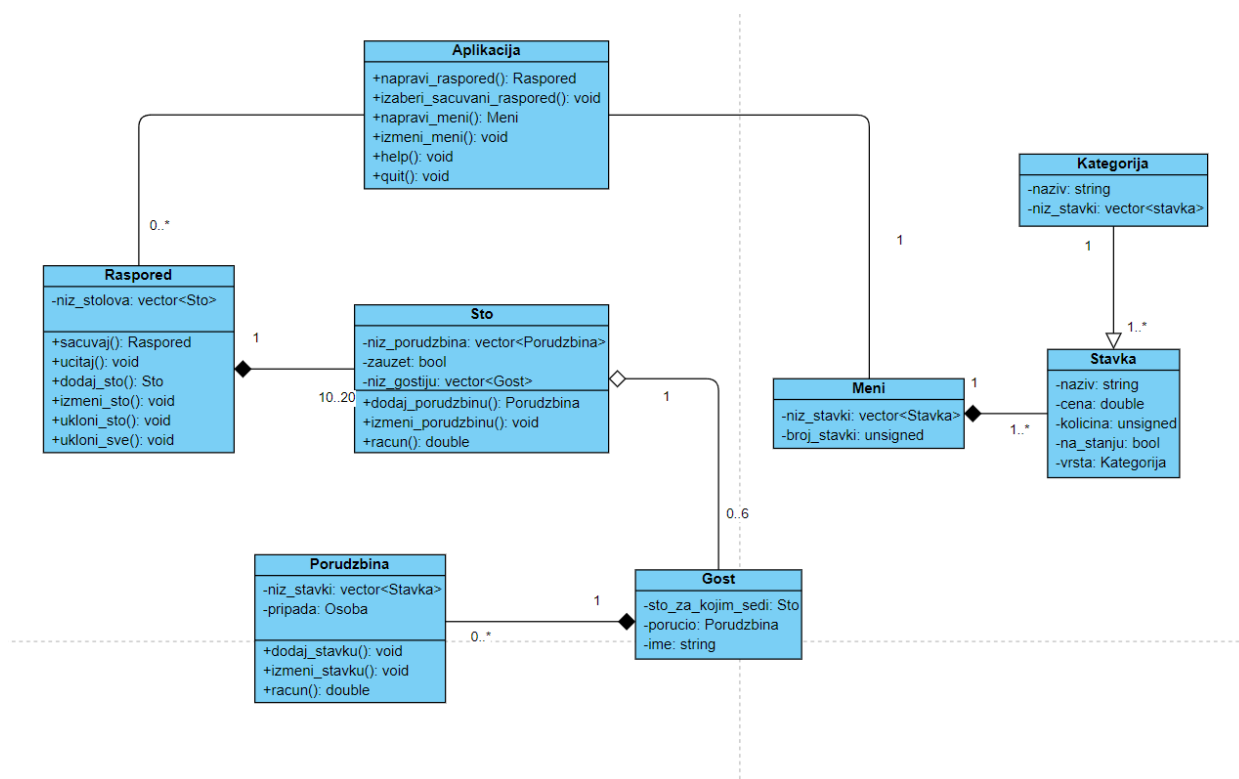 Aplikacija
+napravi_raspored(): Raspored
+izaberi_sacuvani_raspored(): void
+napravi_meni(): Meni
+izmeni_meni(): void
+help(): void
+quit(): void
Kategorija
-naziv: string
-niz_stavki: vector<stavka>
0..*
1
1
Raspored
-niz_stolova: vector<Sto>
+sacuvaj(): Raspored
+ucitaj(): void
+dodaj_sto(): Sto
+izmeni_sto(): void
+ukloni_sto(): void
+ukloni_sve(): void
1
10..20
Sto
-niz_porudzbina: vector<Porudzbina>
-zauzet: bool
-niz_gostiju: vector<Gost>
+dodaj_porudzbinu(): Porudzbina
+izmeni_porudzbinu(): void
+racun(): double
1
0..6
Meni
-niz_stavki: vector<Stavka>
-broj_stavki: unsigned
1
1..*
1..*
Stavka
-naziv: string
-cena: double
-kolicina: unsigned
-na_stanju: bool
-vrsta: Kategorija
Porudzbina
-niz_stavki: vector<Stavka>
-pripada: Osoba
+dodaj_stavku(): void
+izmeni_stavku(): void
+racun(): double
0..*
1
Gost
-sto_za_kojim_sedi: Sto
-porucio: Porudzbina
-ime: string